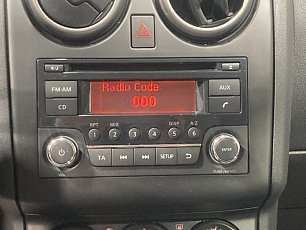 Radio Code
000
FM·AM
AUX
CD
RPT MIX DISP A-Z
1 2 3 4 5 6
TA
SETUP
ENTER